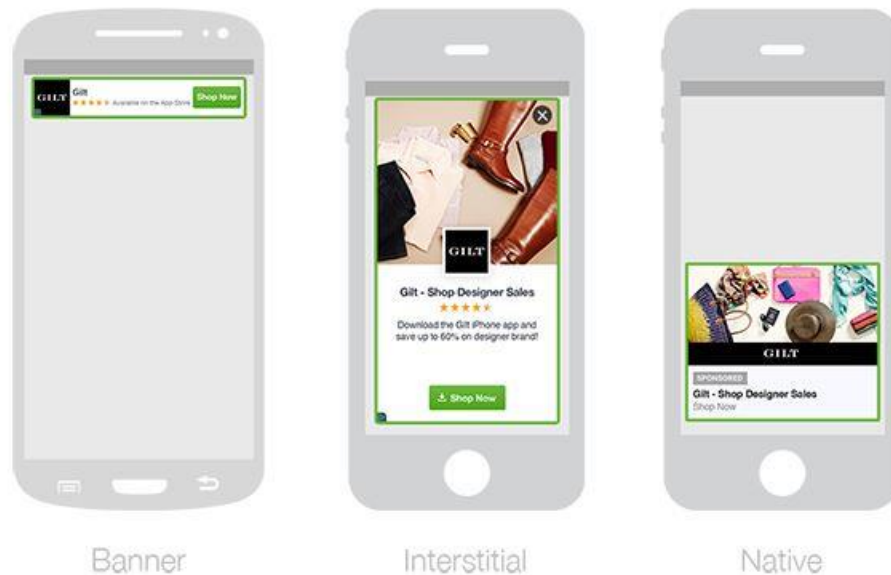 GILT
Gilt
Available on the App Store
Shop Now
GILT
Gilt - Shop Designer Sales
Download the Gilt iPhone app and
save up to 60% on designer brand!
Shop Now
GILT
SPONSORED
Gilt - Shop Designer Sales
Shop Now
Banner
Interstitial
Native